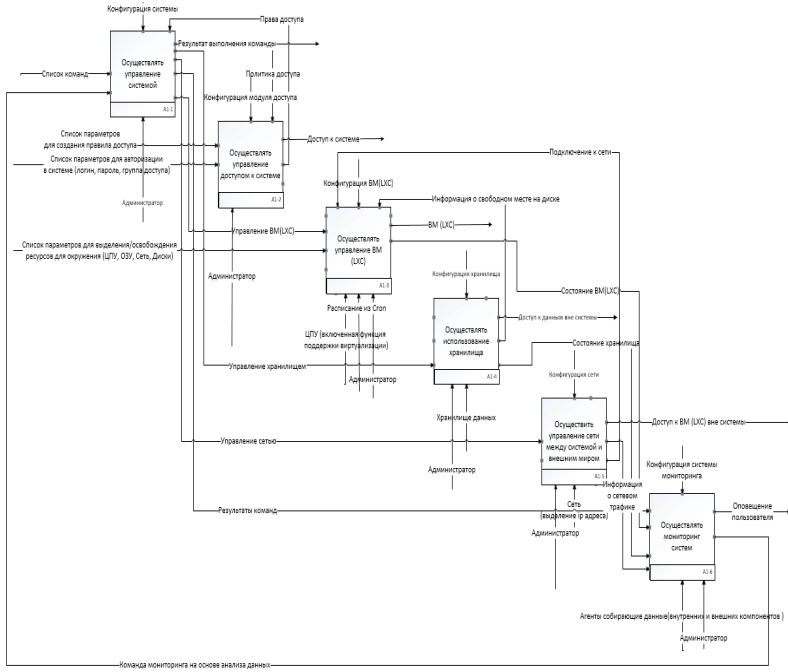 Конфигурация системы
Права доступа
Результат выполнения команды
Осуществлять
управление
системой
Список команд
Политика доступа
A1-1
Конфигурация модуля доступа
Список параметров
для создания правила доступа
Доступ к системе
Осуществлять
управление
доступом к системе
Список параметров для авторизации
в системе (логин, пароль, группа доступа)
Подключение к сети
Конфигурация ВМ(LXC)
A1-2
Администратор
Информация о свободном месте на диске
ВМ (LXC)
Управление ВМ(LXC)
Осуществлять
управление ВМ
(LXC)
Список параметров для выделения/освобождения
ресурсов для окружения (ЦПУ, ОЗУ, Сеть, Диски)
Администратор
Конфигурация хранилища
A1-3
Состояние ВМ(LXC)
Расписание из Cron
Доступ к данным вне системы
ЦПУ (включенная функция
поддержки виртуализации)
Осуществлять
использование
хранилища
Состояние хранилища
Управление хранилищем
Администратор
A1-4
Конфигурация сети
Хранилище данных
Доступ к ВМ (LXC) вне системы
Осуществить
управление сети
между системой и
внешним миром
Управление сетью
Администратор
Конфигурация системы
мониторинга
A1-5
Информация
о сетевом
трафике
Сеть
(выделение ip адреса)
Результаты команд
Оповещение
пользователя
Администратор
Осуществлять
мониторинг
систем
A1-6
Агенты собирающие данные(внутренних и внешних компонентов )
Администратор
Команда мониторинга на основе анализа данных